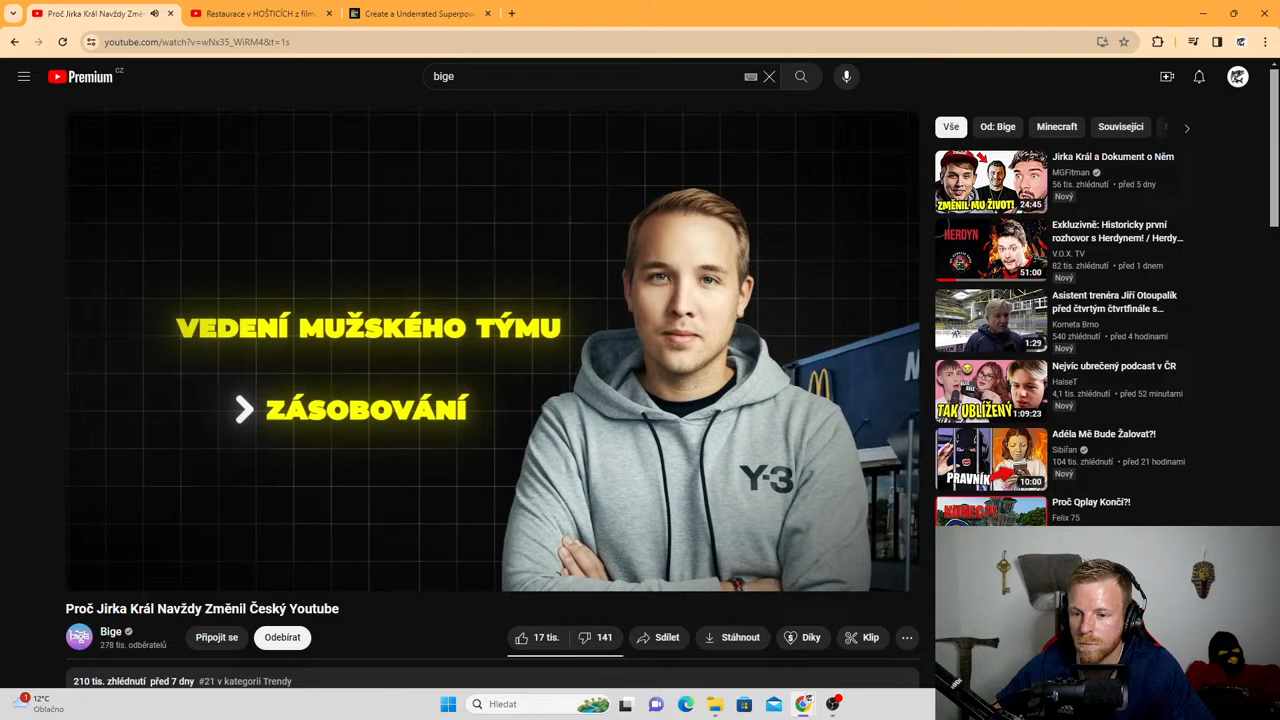 Proč Jirka Král Navždy Změn
Restaurace v HOŠTICÍCH z film
Create a Underrated Superpow
youtube.com/watch?v=wNx35_WiRM4&t=1s
Premium CZ
bige
VEDENÍ MUŽSKÉHO TÝMU
ZÁSOBOVÁNÍ
Y-3
Proč Jirka Král Navždy Změnil Český Youtube
Bige
278 tis. odběratelů
Připojit se
Odebírat
17 tis.
141
Sdílet
Stáhnout
Díky
Klip
210 tis. zhlédnutí před 7 dny #21 v kategorii Trendy
Vše
Od: Bige
Minecraft
Související
ZMĚNIL MU ŽIVOT!
24:45
Jirka Král a Dokument o Něm
MGFitman
56 tis. zhlédnutí • před 5 dny
Nový
HERDYN
51:00
Exkluzivně: Historicky první
rozhovor s Herdynem! / Herdy...
V.O.X. TV
82 tis. zhlédnutí • před 1 dnem
Nový
1:29
Asistent trenéra Jiří Otoupalík
před čtvrtým čtvrtfinále s...
Kometa Brno
540 zhlédnutí • před 4 hodinami
Nový
TAK UBLÍŽENÝ
1:09:23
Nejvíc ubrečený podcast v ČR
HaiseT
4,1 tis. zhlédnutí • před 52 minutami
Nový
PRAVNÍK
10:00
Adéla Mě Bude Žalovat?!
Sibiřan
104 tis. zhlédnutí • před 21 hodinami
Nový
KONEC?!
Proč Qplay Končí?!
Felix 75
1
12°C
Oblačno
Hledat